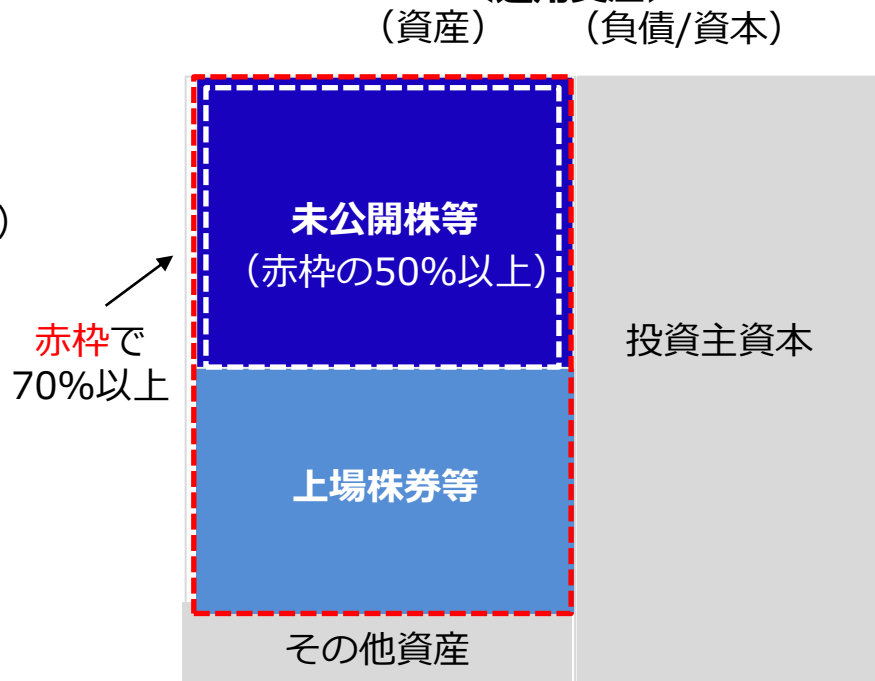 （資産）
（負債/資本）
未公開株等
（赤枠の50%以上）
赤枠で
70%以上
投資主資本
上場株券等
その他資産